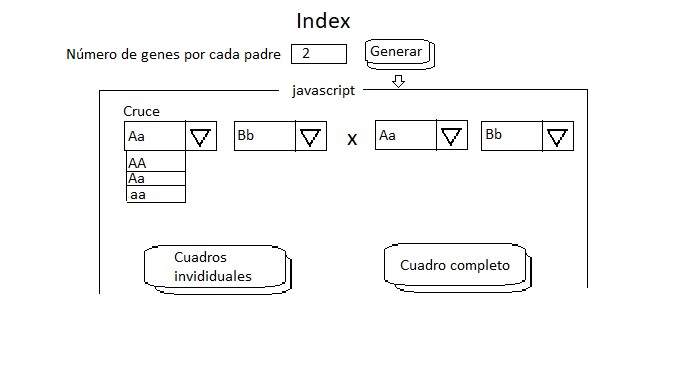 Index
Número de genes por cada padre 2 Generar
javascript
Cruce
Aa Bb x Aa Bb
AA
Aa
aa
Cuadros
invididuales
Cuadro completo